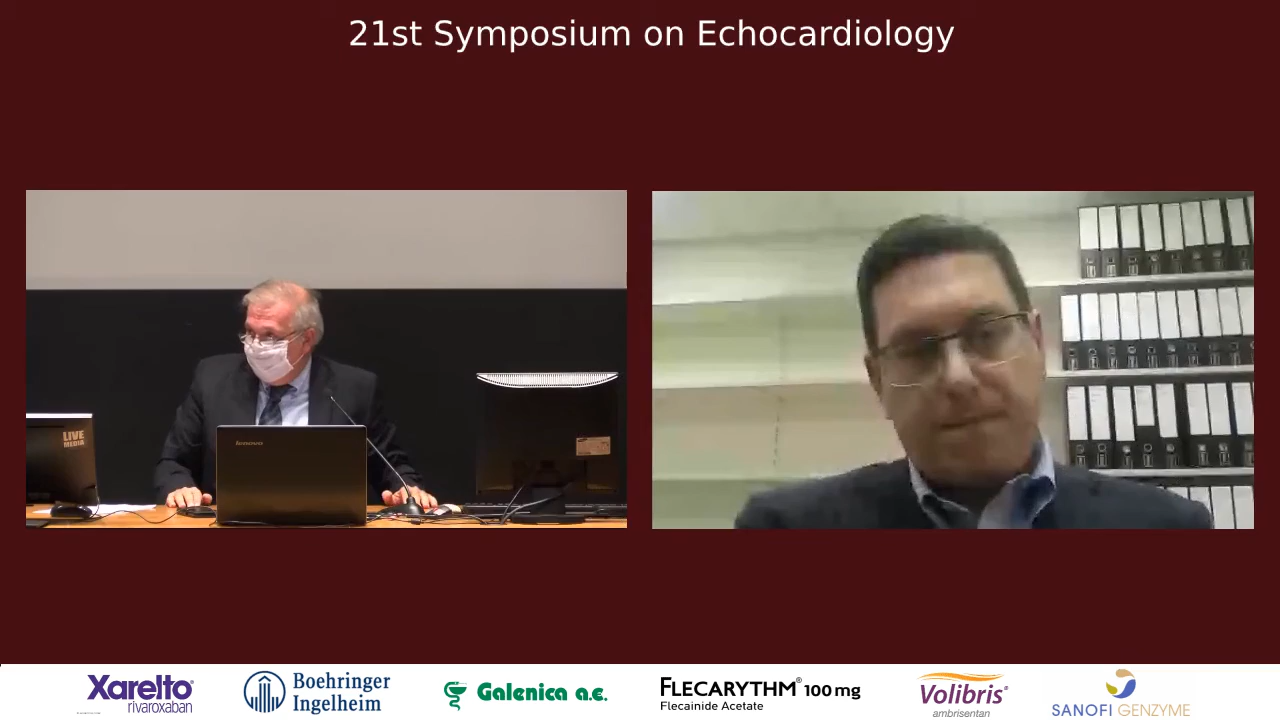 21st Symposium on Echocardiology
LIVE
MEDIA
lenovo
Xarelto®
rivaroxaban
Boehringer
Ingelheim
Galenica a.e.
FLECARYTHM® 100 mg
Flecainide Acetate
Volibris®
ambrisentan
SANOFI GENZYME